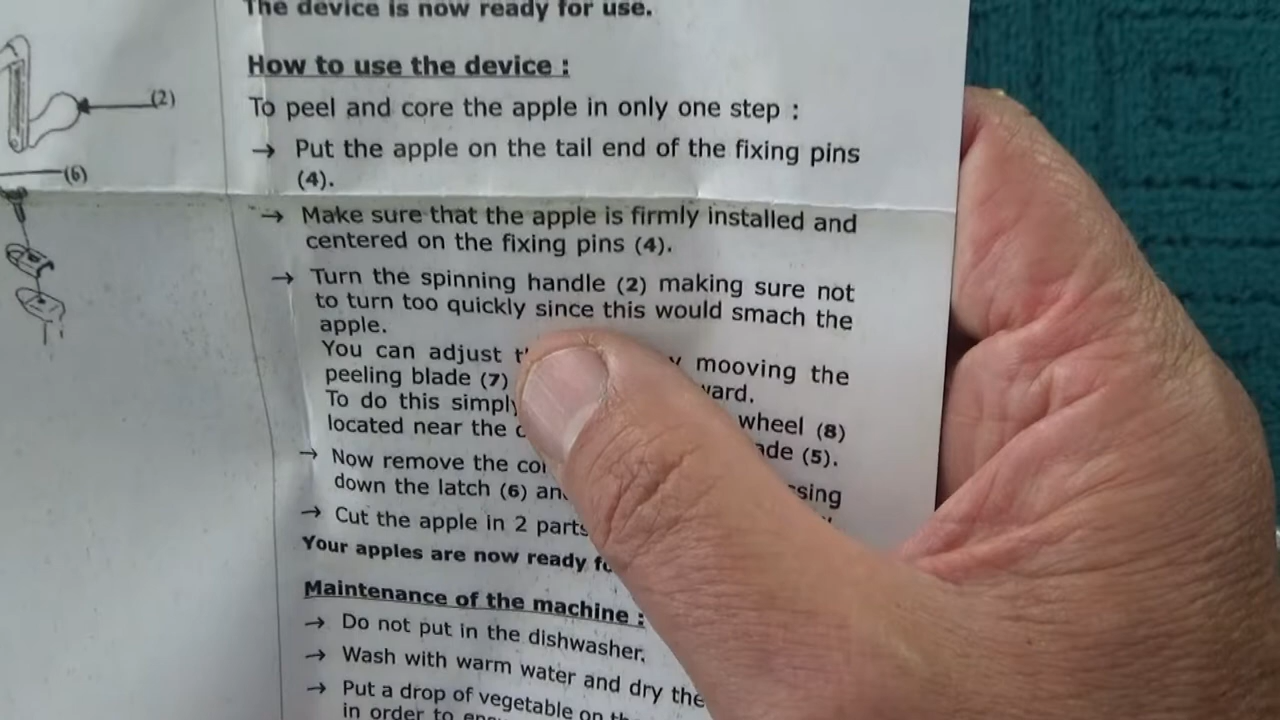 The device is now ready for use.
How to use the device :
To peel and core the apple in only one step :
→ Put the apple on the tail end of the fixing pins
(4).
→ Make sure that the apple is firmly installed and
centered on the fixing pins (4).
→ Turn the spinning handle (2) making sure not
to turn too quickly since this would smach the
apple.
You can adjust mooving the
peeling blade (7)
To do this simply wheel (8)
located near the (5).
→ Now remove the
down the latch (6)
→ Cut the apple in 2 parts
Your apples are now ready
Maintenance of the machine :
→ Do not put in the dishwasher.
→ Wash with warm water and dry the
→ Put a drop of vegetable on
in order to
(2)
(6)